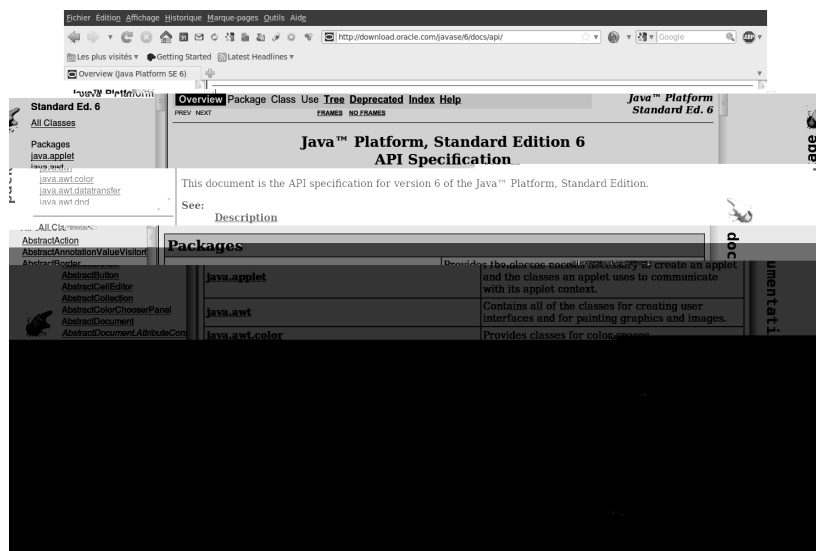 Fichier Édition Affichage Historique Marque-pages Outils Aide
http://download.oracle.com/javase/6/docs/api/
Google
ABP
Les plus visités Getting Started Latest Headlines
Overview (Java Platform SE 6)
Standard Ed. 6
All Classes
Packages
java.applet
java.awt
java.awt.color
java.awt.datatransfer
java.awt.dnd
All Classes
AbstractAction
AbstractAnnotationValueVisitor6
AbstractBorder
AbstractButton
AbstractCellEditor
AbstractCollection
AbstractColorChooserPanel
AbstractDocument
AbstractDocument.AttributeCon
Overview Package Class Use Tree Deprecated Index Help
PREV NEXT FRAMES NO FRAMES
Java™ Platform
Standard Ed. 6
Java™ Platform, Standard Edition 6
API Specification
This document is the API specification for version 6 of the Java™ Platform, Standard Edition.
See:
Description
Packages
java.applet
Provides the classes necessary to create an applet
and the classes an applet uses to communicate
with its applet context.
java.awt
Contains all of the classes for creating user
interfaces and for painting graphics and images.
java.awt.color
Provides classes for color spaces.
doc
umentati